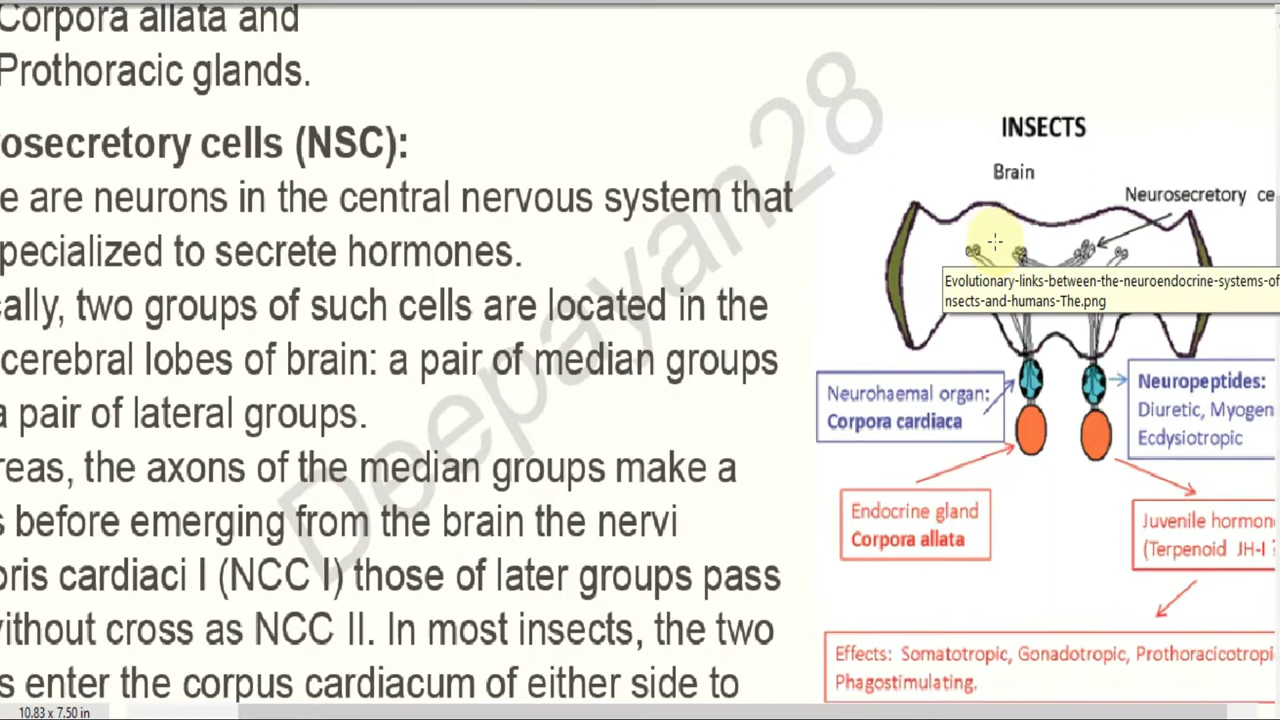 Corpora allata and
Prothoracic glands.
osecretory cells (NSC):
e are neurons in the central nervous system that
pecialized to secrete hormones.
cally, two groups of such cells are located in the
cerebral lobes of brain: a pair of median groups
a pair of lateral groups.
reas, the axons of the median groups make a
s before emerging from the brain the nervi
oris cardiaci I (NCC I) those of later groups pass
vithout cross as NCC II. In most insects, the two
s enter the corpus cardiacum of either side to
Deepayan28
INSECTS
Brain
Neurosecretory ce
Evolutionary-links-between-the-neuroendocrine-systems-of
nsects-and-humans-The.png
Neurohaemal organ:
Corpora cardiaca
Neuropeptides:
Diuretic, Myogen
Ecdysiotropic
Endocrine gland
Corpora allata
Juvenile hormon
(Terpenoid JH-I
Effects: Somatotropic, Gonadotropic, Prothoracicotropi
Phagostimulating,
10.83 x 7.50 in